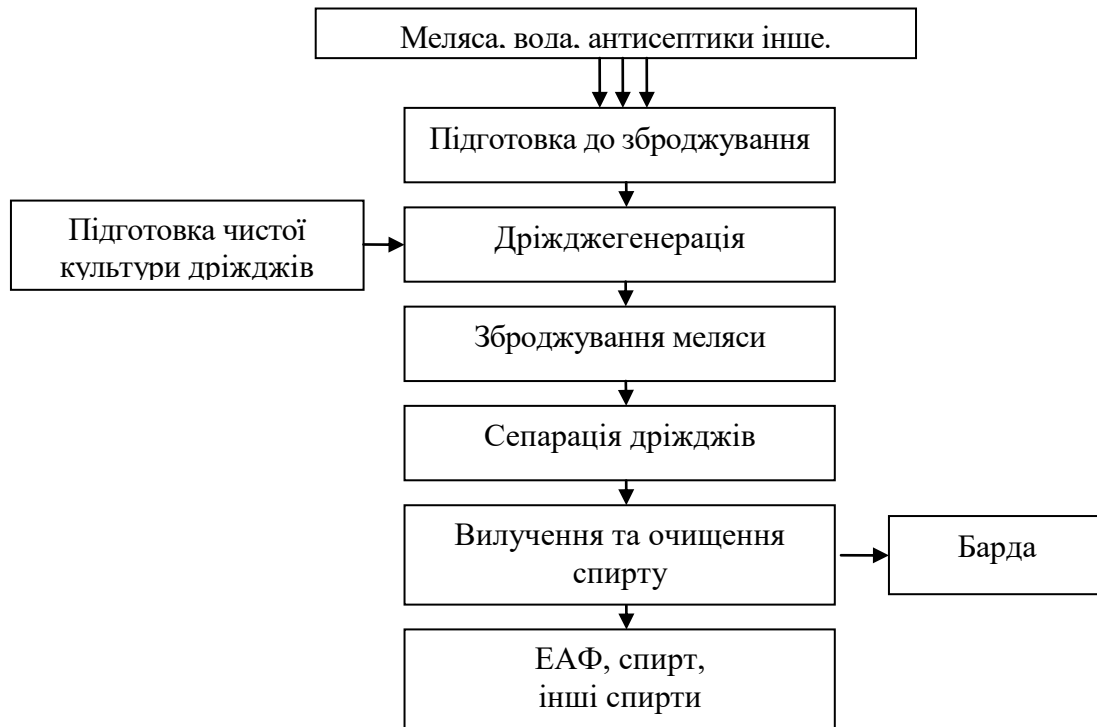 Меляса, вода, антисептики інше.
Підготовка до зброджування
Підготовка чистої
культури дріжджів
Дріжджегенерація
Зброджування меляси
Сепарація дріжджів
Вилучення та очищення
спирту
Барда
ЕАФ, спирт,
інші спирти